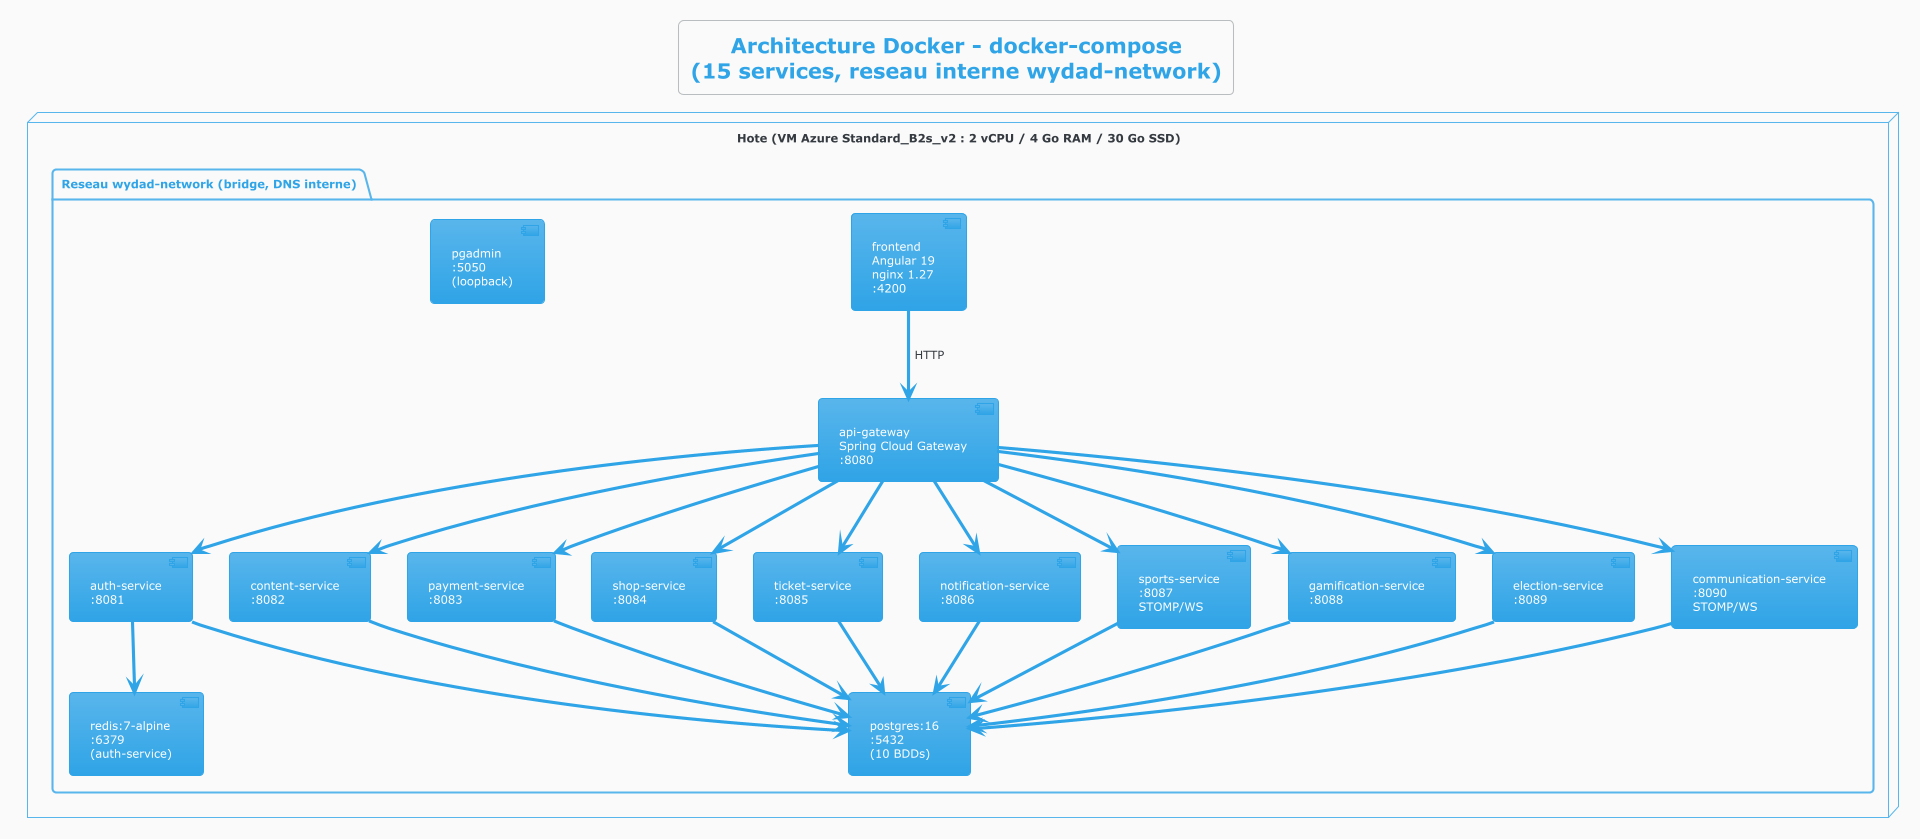 Architecture Docker - docker-compose
(15 services, reseau interne wydad-network)
Hote (VM Azure Standard_B2s_v2 : 2 vCPU / 4 Go RAM / 30 Go SSD)
Reseau wydad-network (bridge, DNS interne)
pgadmin
:5050
(loopback)
frontend
Angular 19
nginx 1.27
:4200
HTTP
api-gateway
Spring Cloud Gateway
:8080
auth-service
:8081
content-service
:8082
payment-service
:8083
shop-service
:8084
ticket-service
:8085
notification-service
:8086
sports-service
:8087
STOMP/WS
gamification-service
:8088
election-service
:8089
communication-service
:8090
STOMP/WS
redis:7-alpine
:6379
(auth-service)
postgres:16
:5432
(10 BDDs)